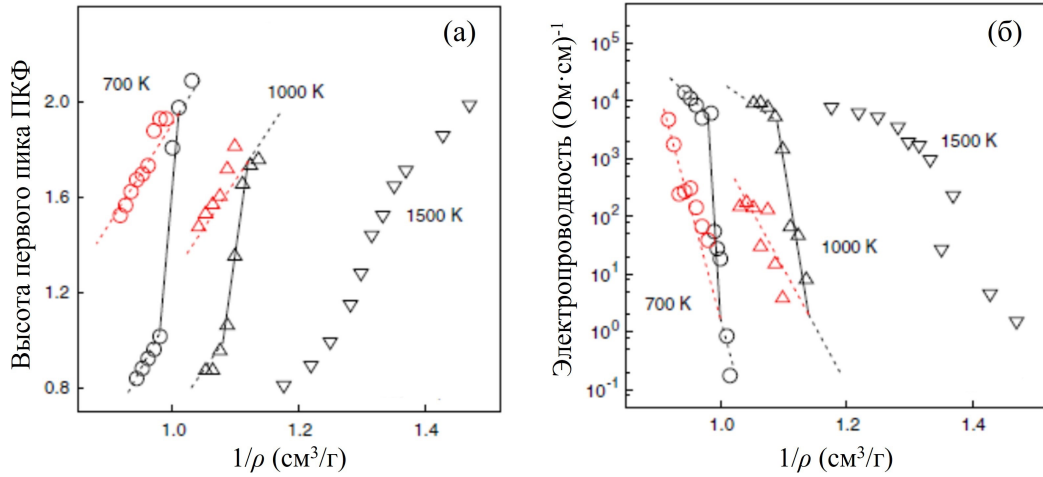 (а)
Высота первого пика ПКФ
2.0
1.6
1.2
0.8
700 K
1000 K
1500 K
1.0
1.2
1.4
1/ρ (см³/г)
(б)
Электропроводность (Ом·см)⁻¹
10⁵
10⁴
10³
10²
10¹
10⁰
10⁻¹
1500 K
1000 K
700 K
1.0
1.2
1.4
1/ρ (см³/г)